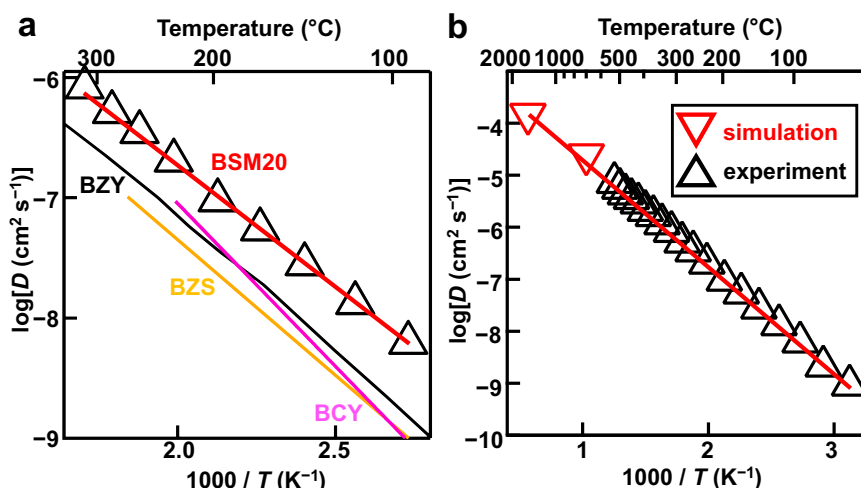 a
Temperature (°C)
300 200 100
−6
−7
−8
−9
log[D (cm² s⁻¹)]
BSM20
BZY
BZS
BCY
2.0 2.5
1000 / T (K⁻¹)
b
Temperature (°C)
2000 1000 500 300 200 100
−4
−5
−6
−7
−8
−9
−10
log[D (cm² s⁻¹)]
simulation
experiment
1 2 3
1000 / T (K⁻¹)